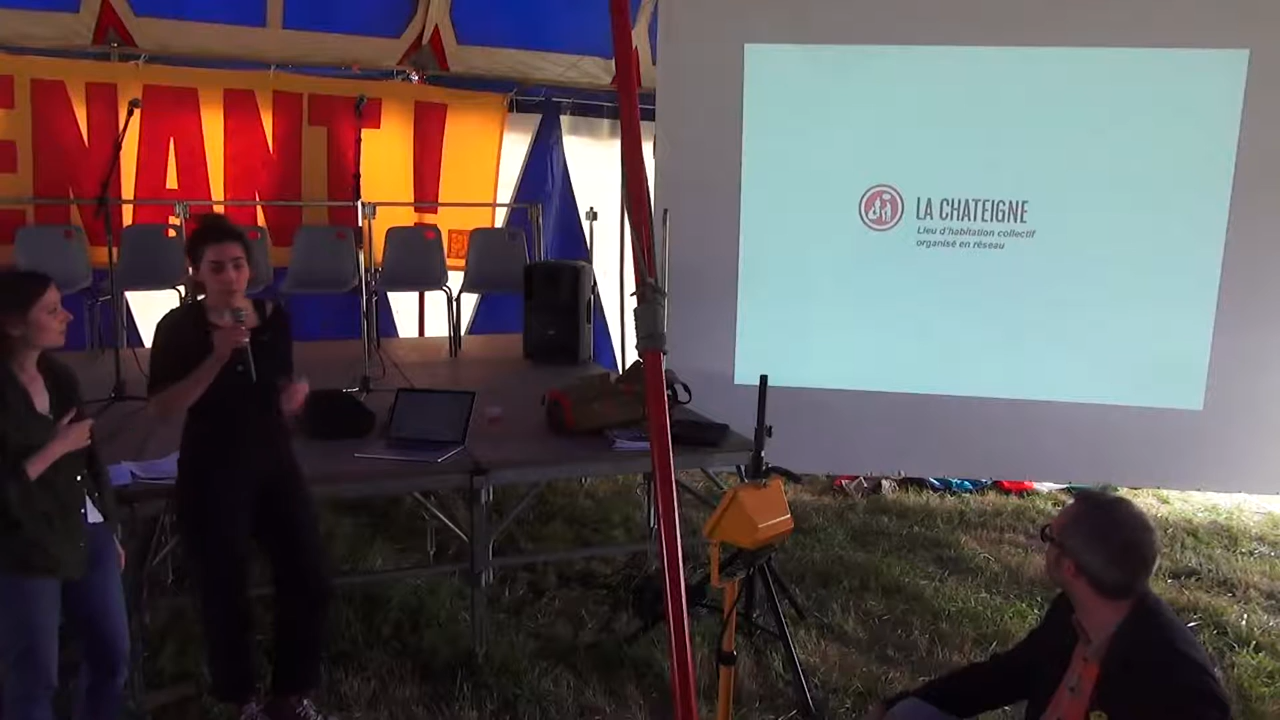 ENANT !
LA CHATEIGNE
Lieu d'habitation collectif
organisé en réseau